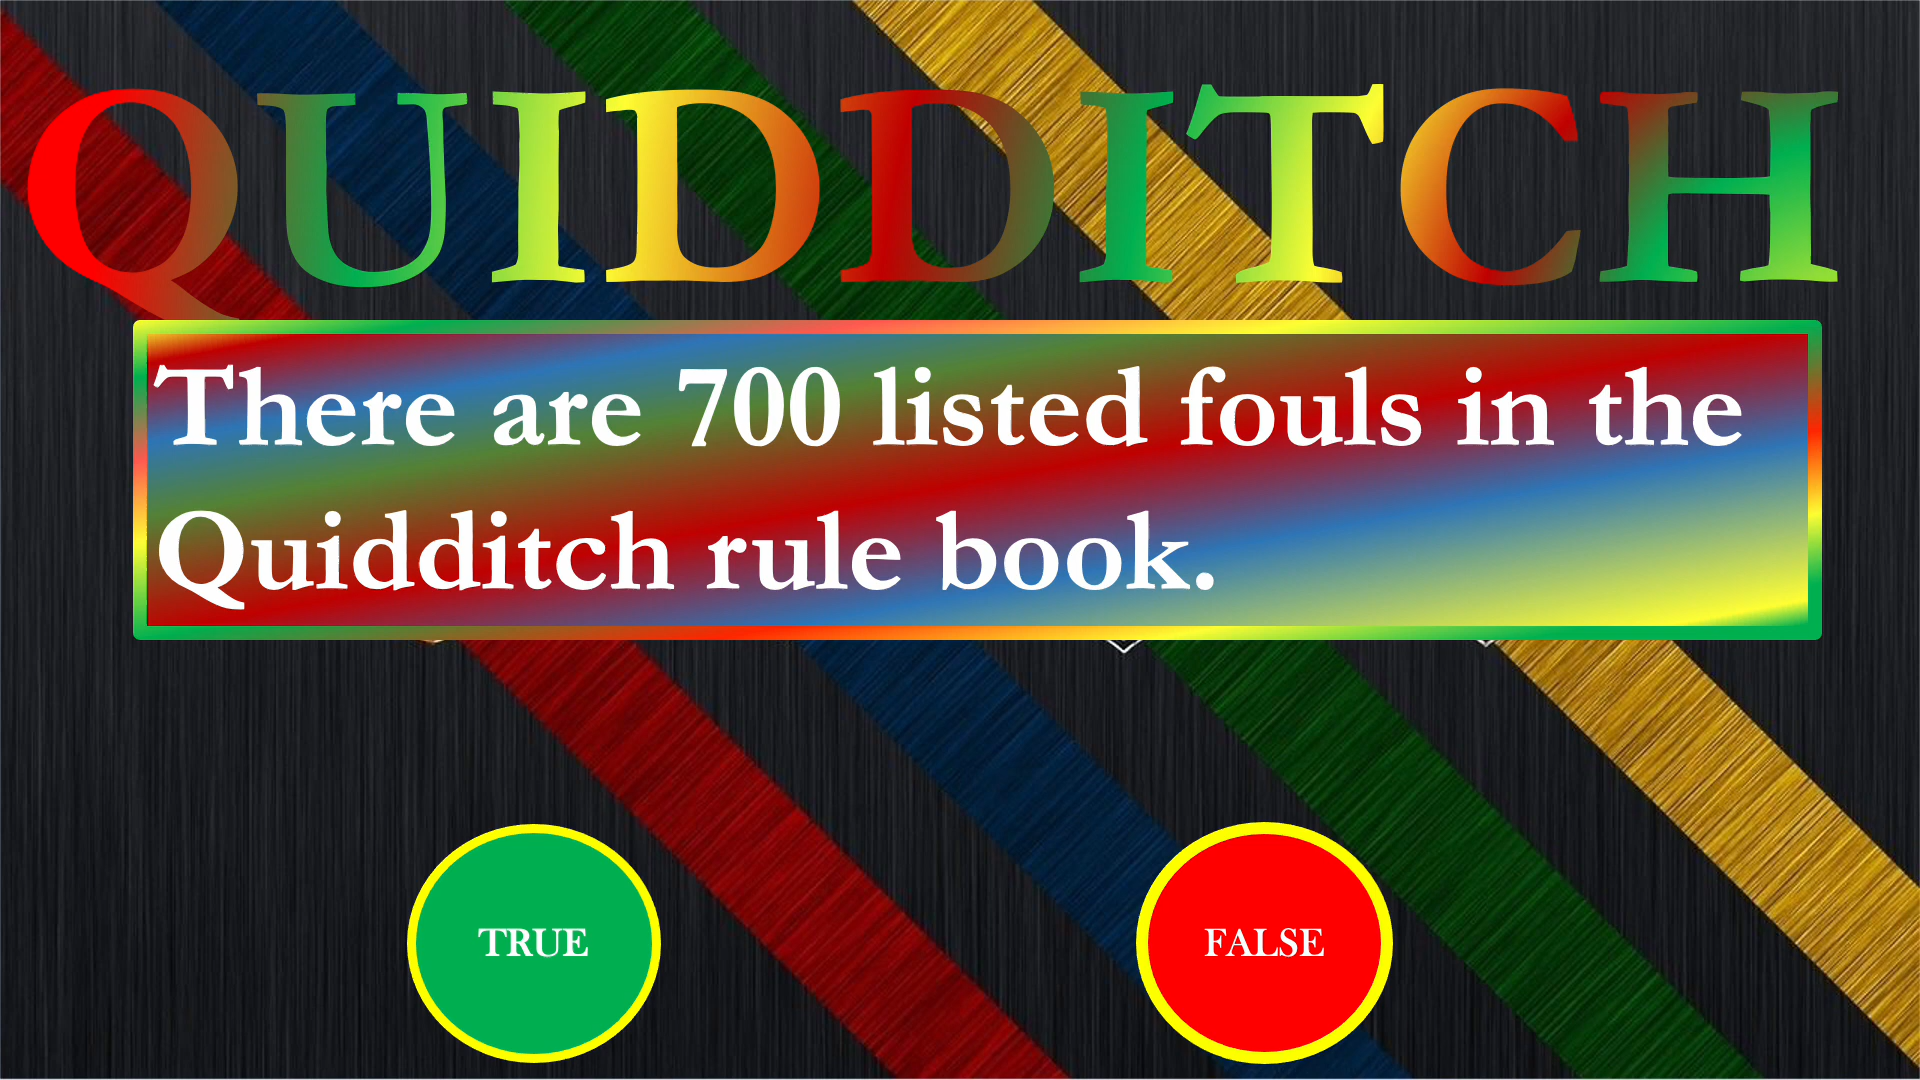 QUIDDITCH
There are 700 listed fouls in the
Quidditch rule book.
TRUE
FALSE